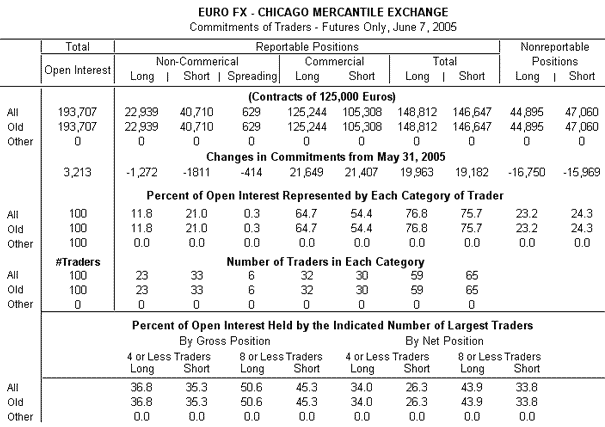 EURO FX - CHICAGO MERCANTILE EXCHANGE
Commitments of Traders - Futures Only, June 7, 2005
Total Reportable Positions Nonreportable
Open Interest Non-Commerical Commercial Total Positions
Long | Short | Spreading Long | Short Long | Short Long | Short
(Contracts of 125,000 Euros)
All 193,707 22,939 40,710 629 125,244 105,308 148,812 146,647 44,895 47,060
Old 193,707 22,939 40,710 629 125,244 105,308 148,812 146,647 44,895 47,060
Other 0 0 0 0 0 0 0 0 0 0
Changes in Commitments from May 31, 2005
3,213 -1,272 -1811 -414 21,649 21,407 19,963 19,182 -16,750 -15,969
Percent of Open Interest Represented by Each Category of Trader
All 100 11.8 21.0 0.3 64.7 54.4 76.8 75.7 23.2 24.3
Old 100 11.8 21.0 0.3 64.7 54.4 76.8 75.7 23.2 24.3
Other 100 0.0 0.0 0.0 0.0 0.0 0.0 0.0 0.0 0.0
#Traders Number of Traders in Each Category
All 100 23 33 6 32 30 59 65
Old 100 23 33 6 32 30 59 65
Other 0 0 0 0 0 0 0 0
Percent of Open Interest Held by the Indicated Number of Largest Traders
By Gross Position By Net Position
4 or Less Traders 8 or Less Traders 4 or Less Traders 8 or Less Traders
Long Short Long Short Long Short Long Short
All 36.8 35.3 50.6 45.3 34.0 26.3 43.9 33.8
Old 36.8 35.3 50.6 45.3 34.0 26.3 43.9 33.8
Other 0.0 0.0 0.0 0.0 0.0 0.0 0.0 0.0